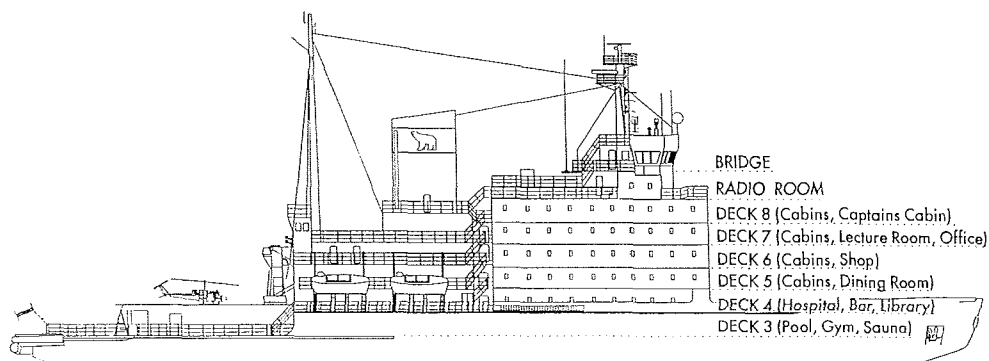 BRIDGE
RADIO ROOM
DECK 8 (Cabins, Captains Cabin)
DECK 7 (Cabins, Lecture Room, Office)
DECK 6 (Cabins, Shop)
DECK 5 (Cabins, Dining Room)
DECK 4 (Hospital, Bar, Library)
DECK 3 (Pool, Gym, Sauna)